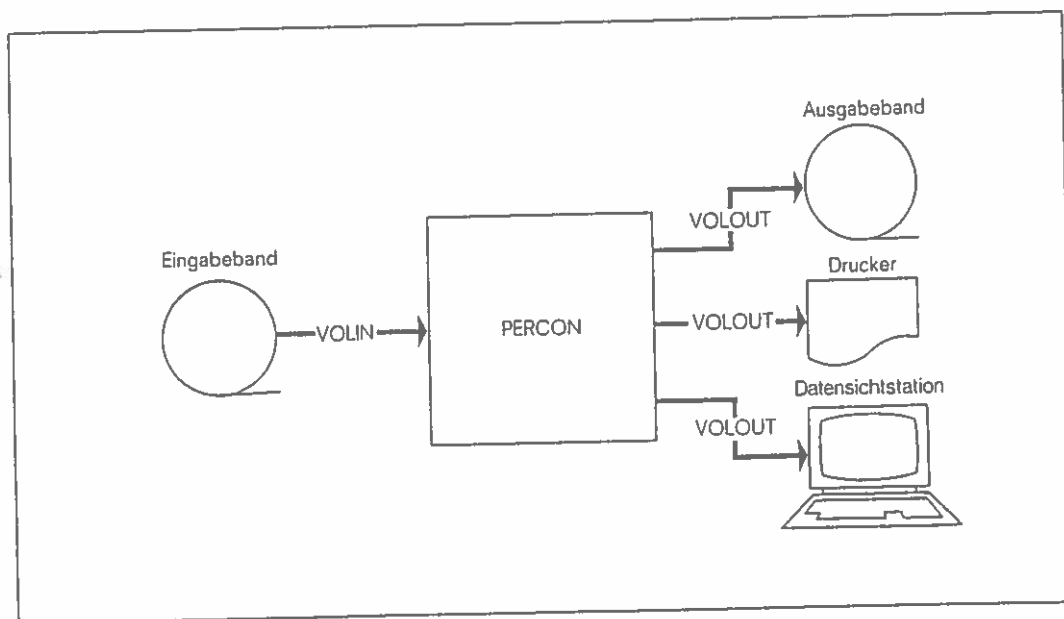 Ausgabeband
VOLOUT
Eingabeband
Drucker
VOLIN
PERCON
VOLOUT
Datensichtstation
VOLOUT